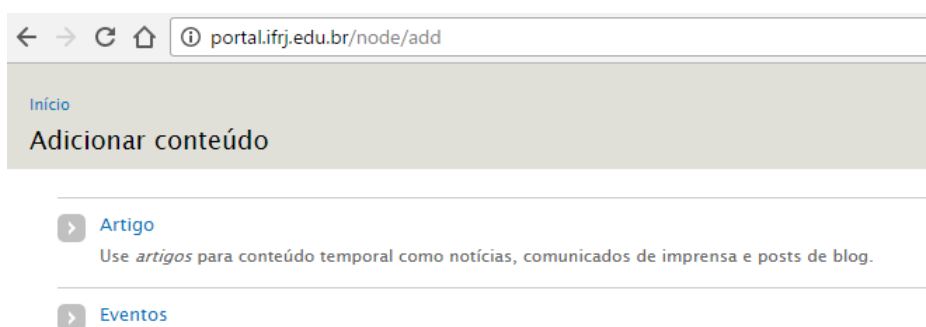 portal.ifrj.edu.br/node/add
Início
Adicionar conteúdo
Artigo
Use artigos para conteúdo temporal como notícias, comunicados de imprensa e posts de blog.
Eventos